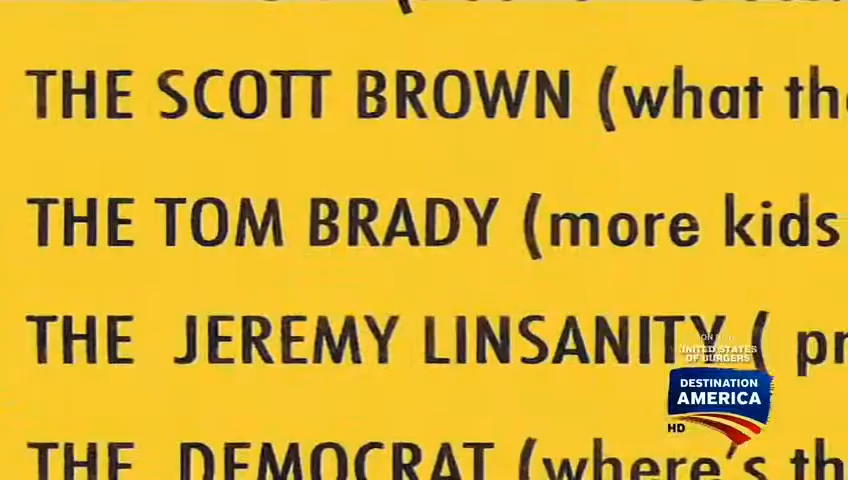 THE SCOTT BROWN (what the
THE TOM BRADY (more kids
THE JEREMY LINSANITY ( pr
UNITED STATES
OF BURGERS
DESTINATION
AMERICA
HD
THE DEMOCRAT (where's th